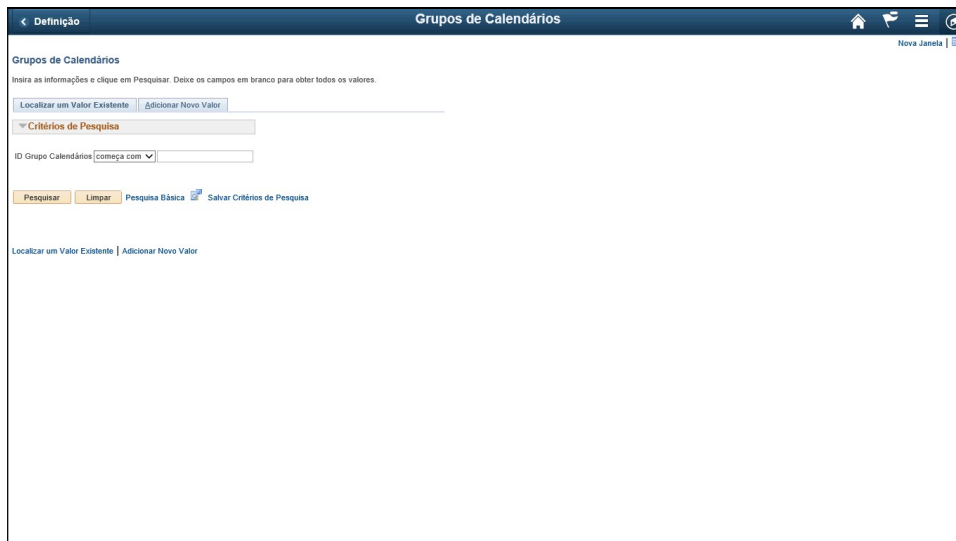 Definição
Grupos de Calendários
Nova Janela |
Grupos de Calendários
Insira as informações e clique em Pesquisar. Deixe os campos em branco para obter todos os valores.
Localizar um Valor Existente Adicionar Novo Valor
Critérios de Pesquisa
ID Grupo Calendários começa com
Pesquisar Limpar Pesquisa Básica Salvar Critérios de Pesquisa
Localizar um Valor Existente | Adicionar Novo Valor